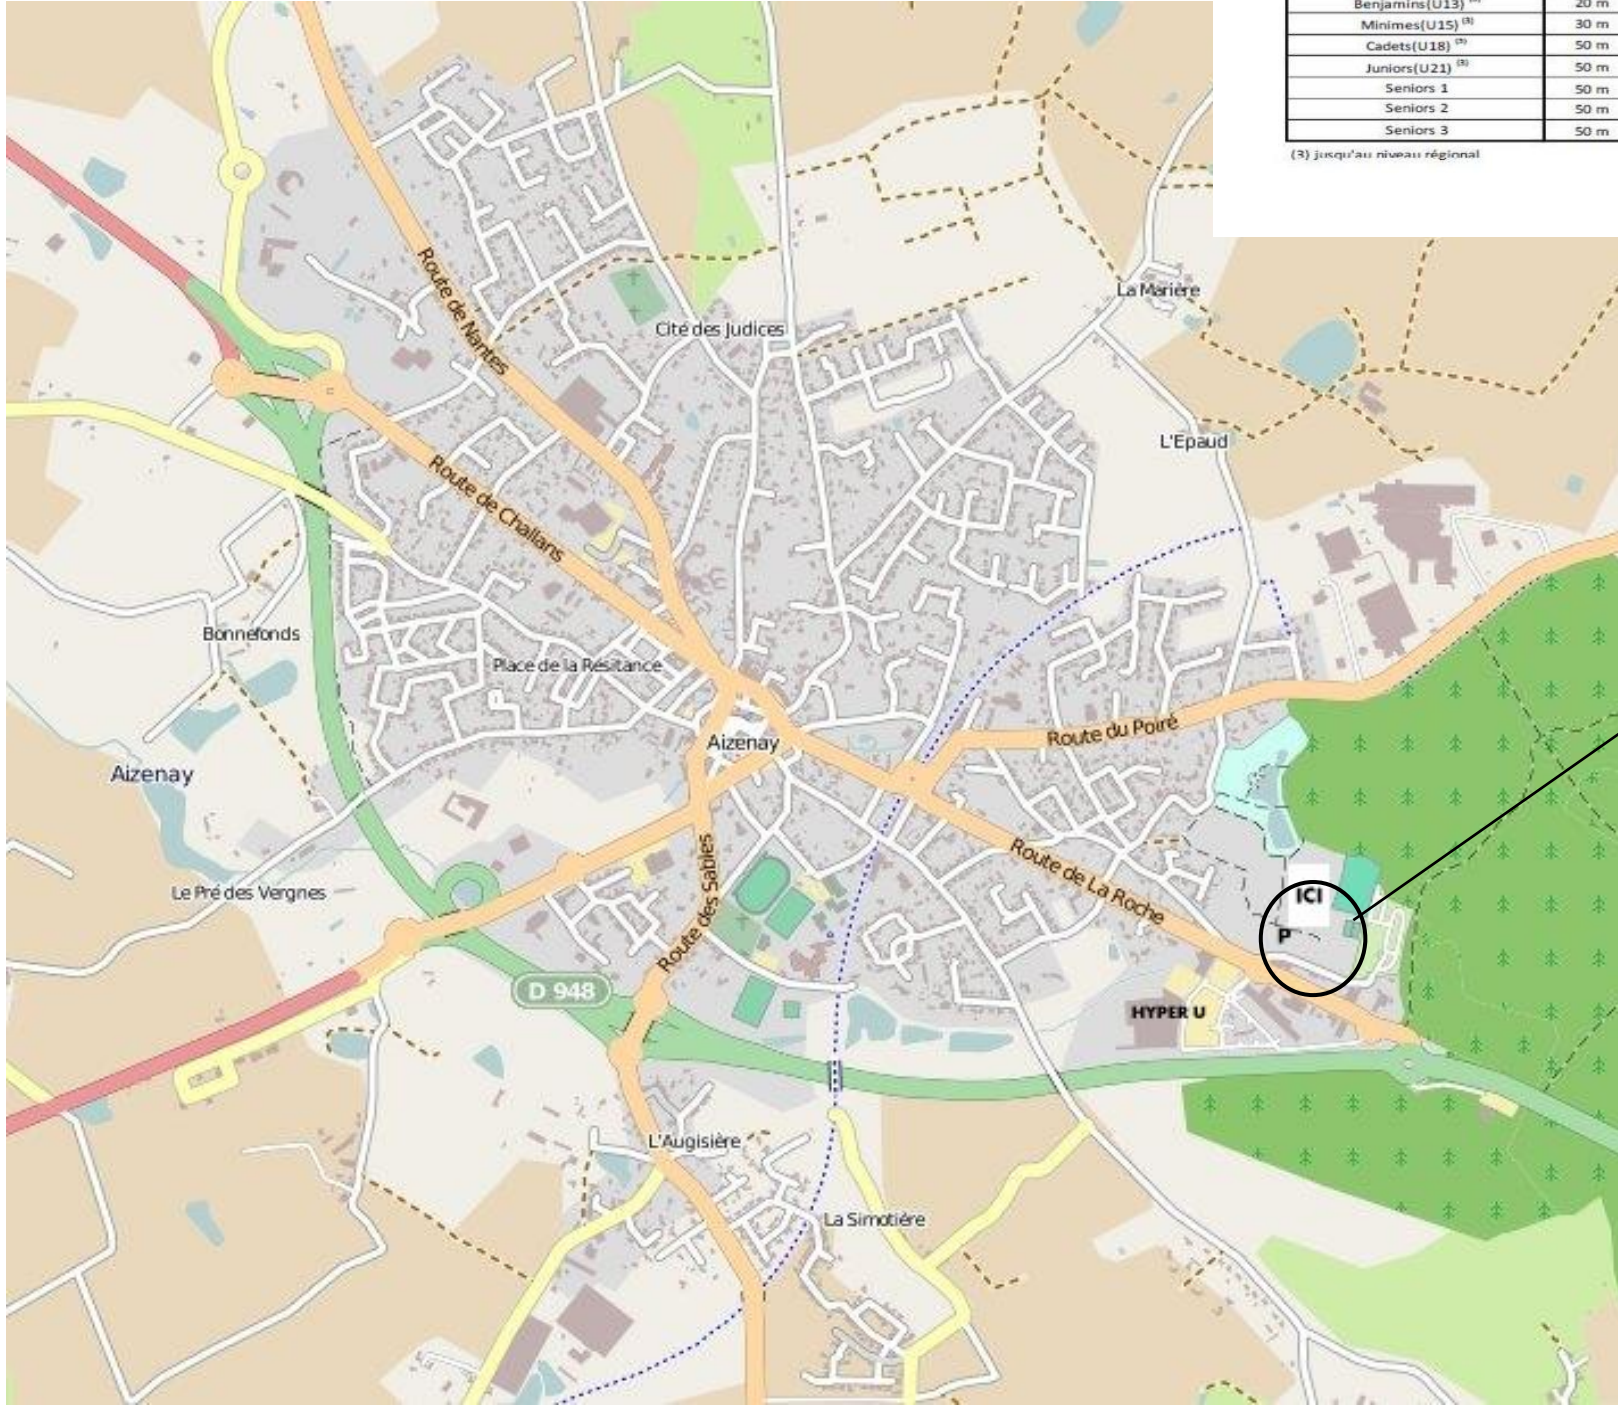 Benjamins(U13) 20 m
Minimes(U15) (3) 30 m
Cadets(U18) (3) 50 m
Juniors(U21) (3) 50 m
Seniors 1 50 m
Seniors 2 50 m
Seniors 3 50 m
(3) jusqu'au niveau régional
La Marière
Route de Nantes
Cité des Judices
L'Epaud
Route de Challans
Bonnefonds
Place de la Résitance
Route du Poiré
Aizenay
Aizenay
Route de La Roche
Route des Sables
Le Pré des Vergnes
ICI
P
D 948
HYPER U
L'Augisière
La Simotière